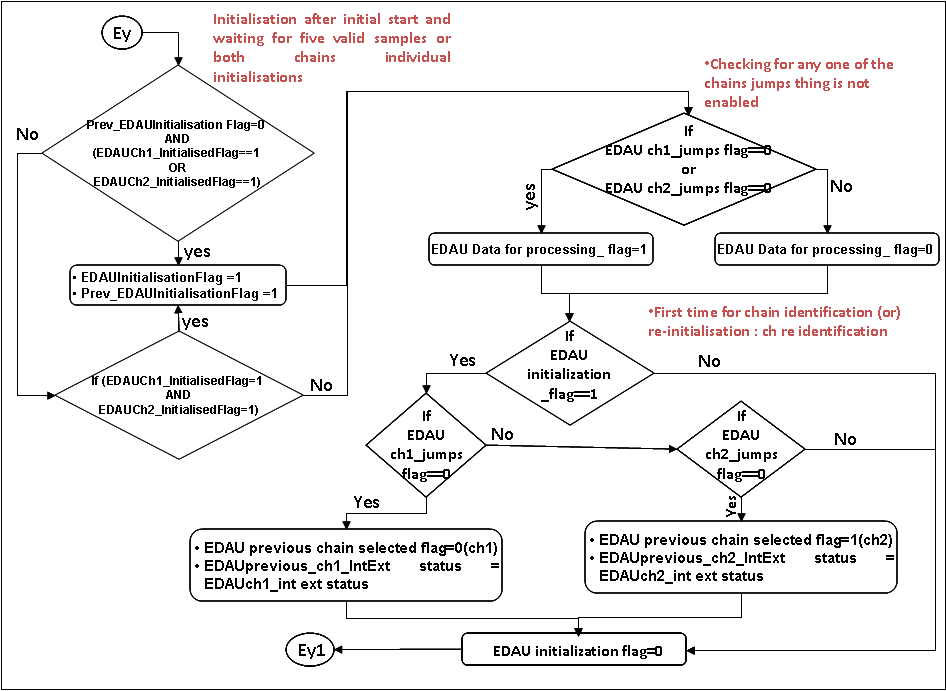 Ey
Initialisation after initial start and
waiting for five valid samples or
both chains individual
initialisations
•Checking for any one of the
chains jumps thing is not
enabled
No
Prev_EDAUInitialisation Flag=0
AND
(EDAUCh1_InitialisedFlag==1
OR
EDAUCh2_InitialisedFlag==1)
yes
If
EDAU ch1_jumps flag==0
or
EDAU ch2_jumps flag==0
yes
No
EDAU Data for processing_ flag=1
EDAU Data for processing_ flag=0
• EDAUInitialisationFlag =1
• Prev_EDAUInitialisationFlag =1
yes
If (EDAUCh1_InitialisedFlag=1
AND
EDAUCh2_InitialisedFlag=1)
No
•First time for chain identification (or)
re-initialisation : ch re identification
If
EDAU
initialization
_flag==1
Yes
No
If
EDAU
ch1_jumps
flag==0
No
If
EDAU
ch2_jumps
flag==0
No
Yes
Yes
• EDAU previous chain selected flag=0(ch1)
• EDAUprevious_ch1_IntExt status =
EDAUch1_int ext status
• EDAU previous chain selected flag=1(ch2)
• EDAUprevious_ch2_IntExt status =
EDAUch2_int ext status
Ey1
EDAU initialization flag=0